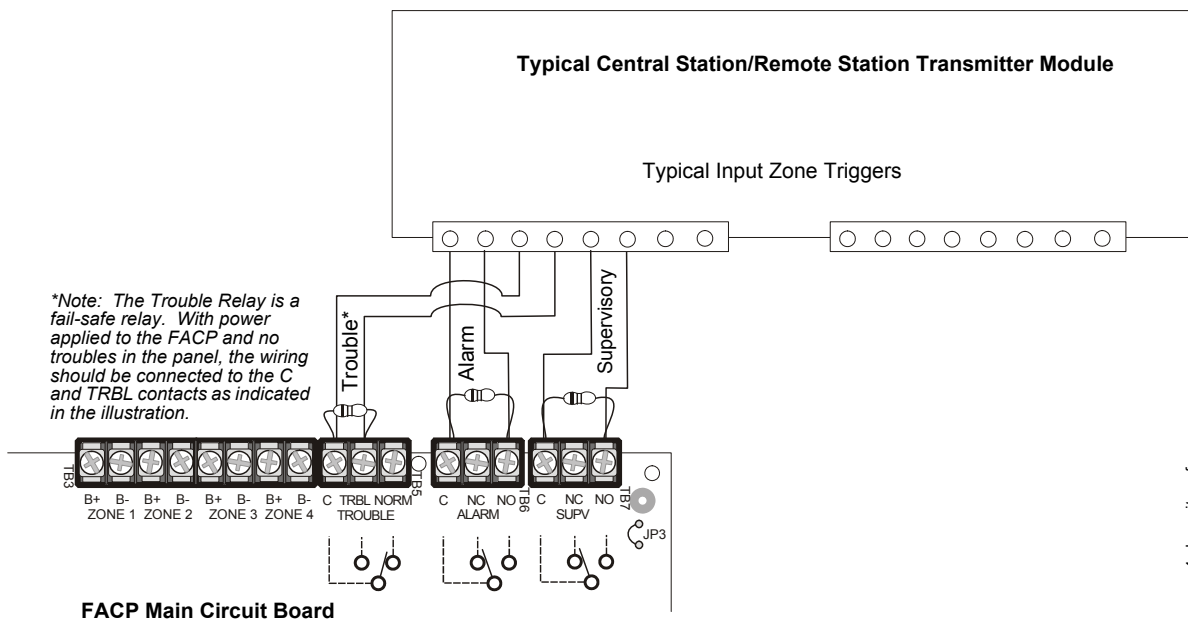 Typical Central Station/Remote Station Transmitter Module
Typical Input Zone Triggers
*Note: The Trouble Relay is a
fail-safe relay. With power
applied to the FACP and no
troubles in the panel, the wiring
should be connected to the C
and TRBL contacts as indicated
in the illustration.
Trouble*
Alarm
Supervisory
TB3
TB5
TB6
TB7
B+ B- B+ B- B+ B- B+ B- C TRBL NORM C NC NO C NC NO
ZONE 1 ZONE 2 ZONE 3 ZONE 4 TROUBLE ALARM SUPV
JP3
FACP Main Circuit Board